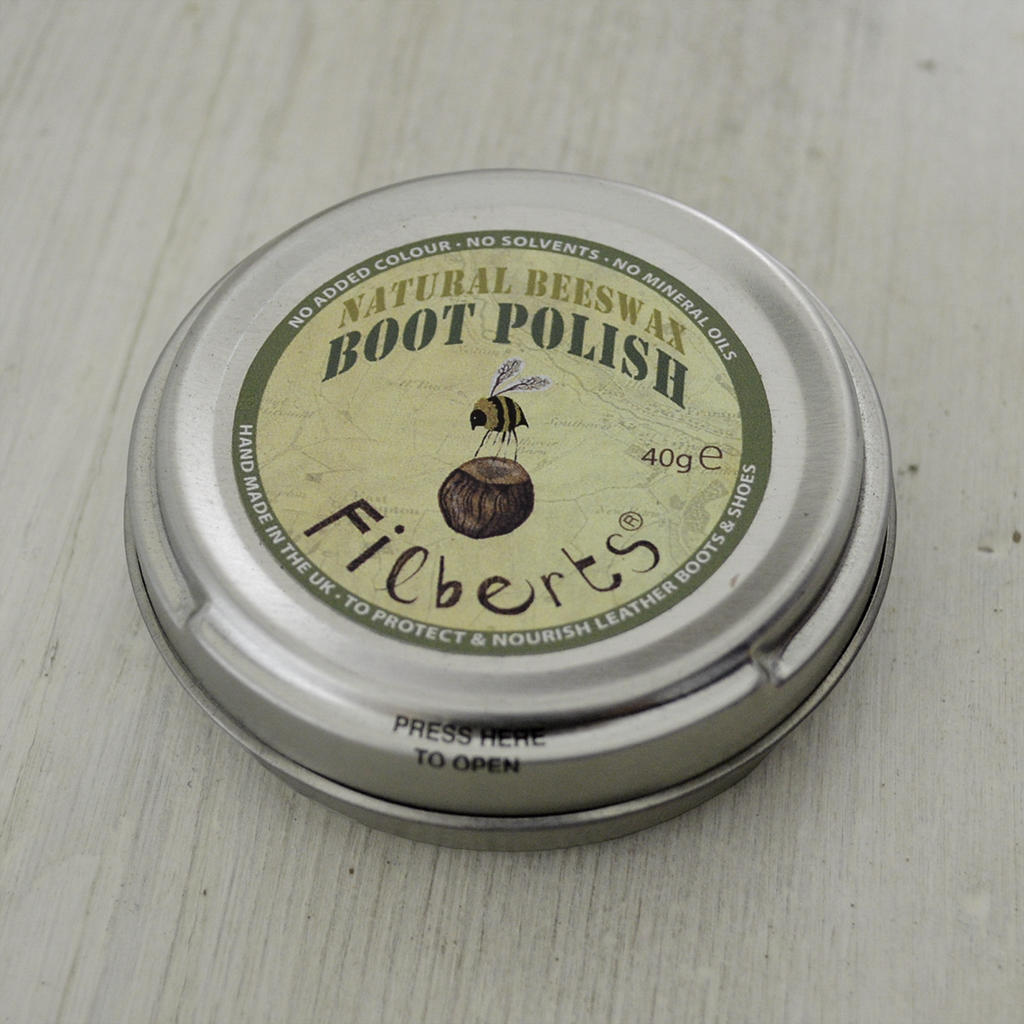 NO ADDED COLOUR · NO SOLVENTS · NO MINERAL OILS
NATURAL BEESWAX
BOOT POLISH
40g e
Filberts®
HAND MADE IN THE UK · TO PROTECT & NOURISH LEATHER BOOTS & SHOES
PRESS HERE
TO OPEN